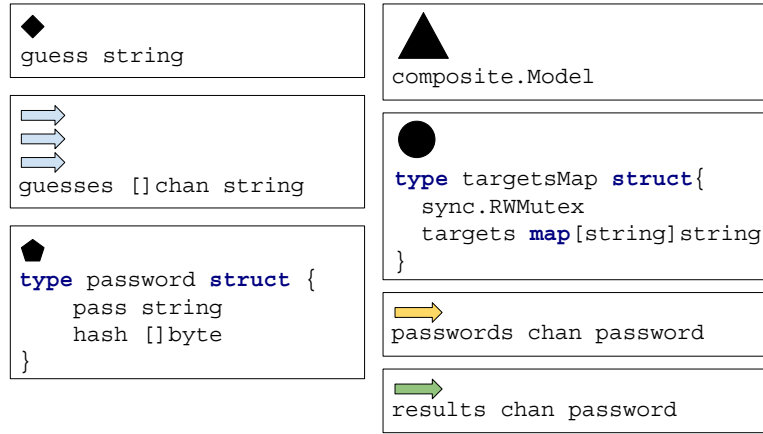 guess string
guesses []chan string
type password struct {
    pass string
    hash []byte
}
composite.Model
type targetsMap struct{
  sync.RWMutex
  targets map[string]string
}
passwords chan password
results chan password